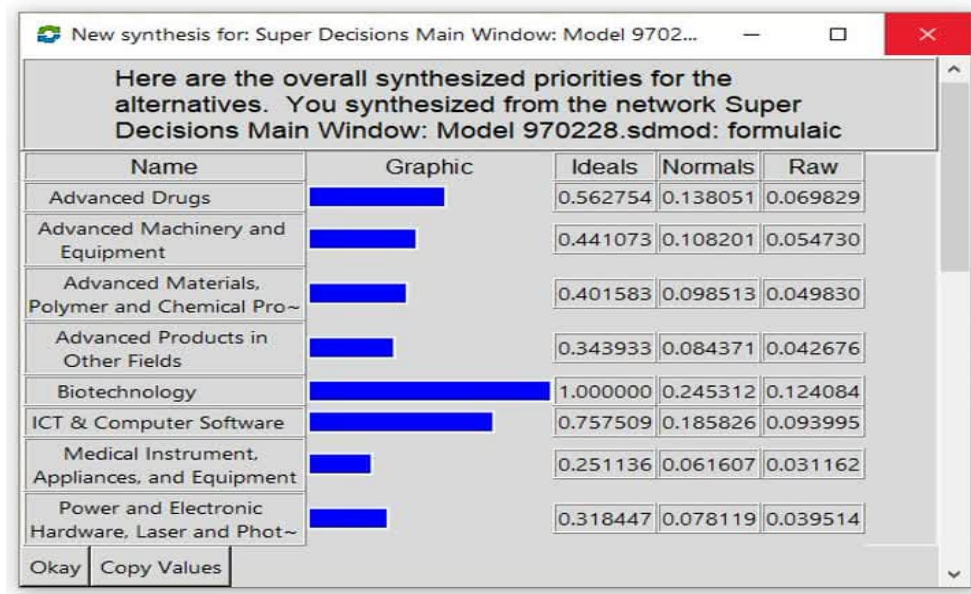 New synthesis for: Super Decisions Main Window: Model 9702...
Here are the overall synthesized priorities for the
alternatives. You synthesized from the network Super
Decisions Main Window: Model 970228.sdmod: formulaic
Name Graphic Ideals Normals Raw
Advanced Drugs 0.562754 0.138051 0.069829
Advanced Machinery and
Equipment 0.441073 0.108201 0.054730
Advanced Materials,
Polymer and Chemical Pro~ 0.401583 0.098513 0.049830
Advanced Products in
Other Fields 0.343933 0.084371 0.042676
Biotechnology 1.000000 0.245312 0.124084
ICT & Computer Software 0.757509 0.185826 0.093995
Medical Instrument,
Appliances, and Equipment 0.251136 0.061607 0.031162
Power and Electronic
Hardware, Laser and Phot~ 0.318447 0.078119 0.039514
Okay Copy Values